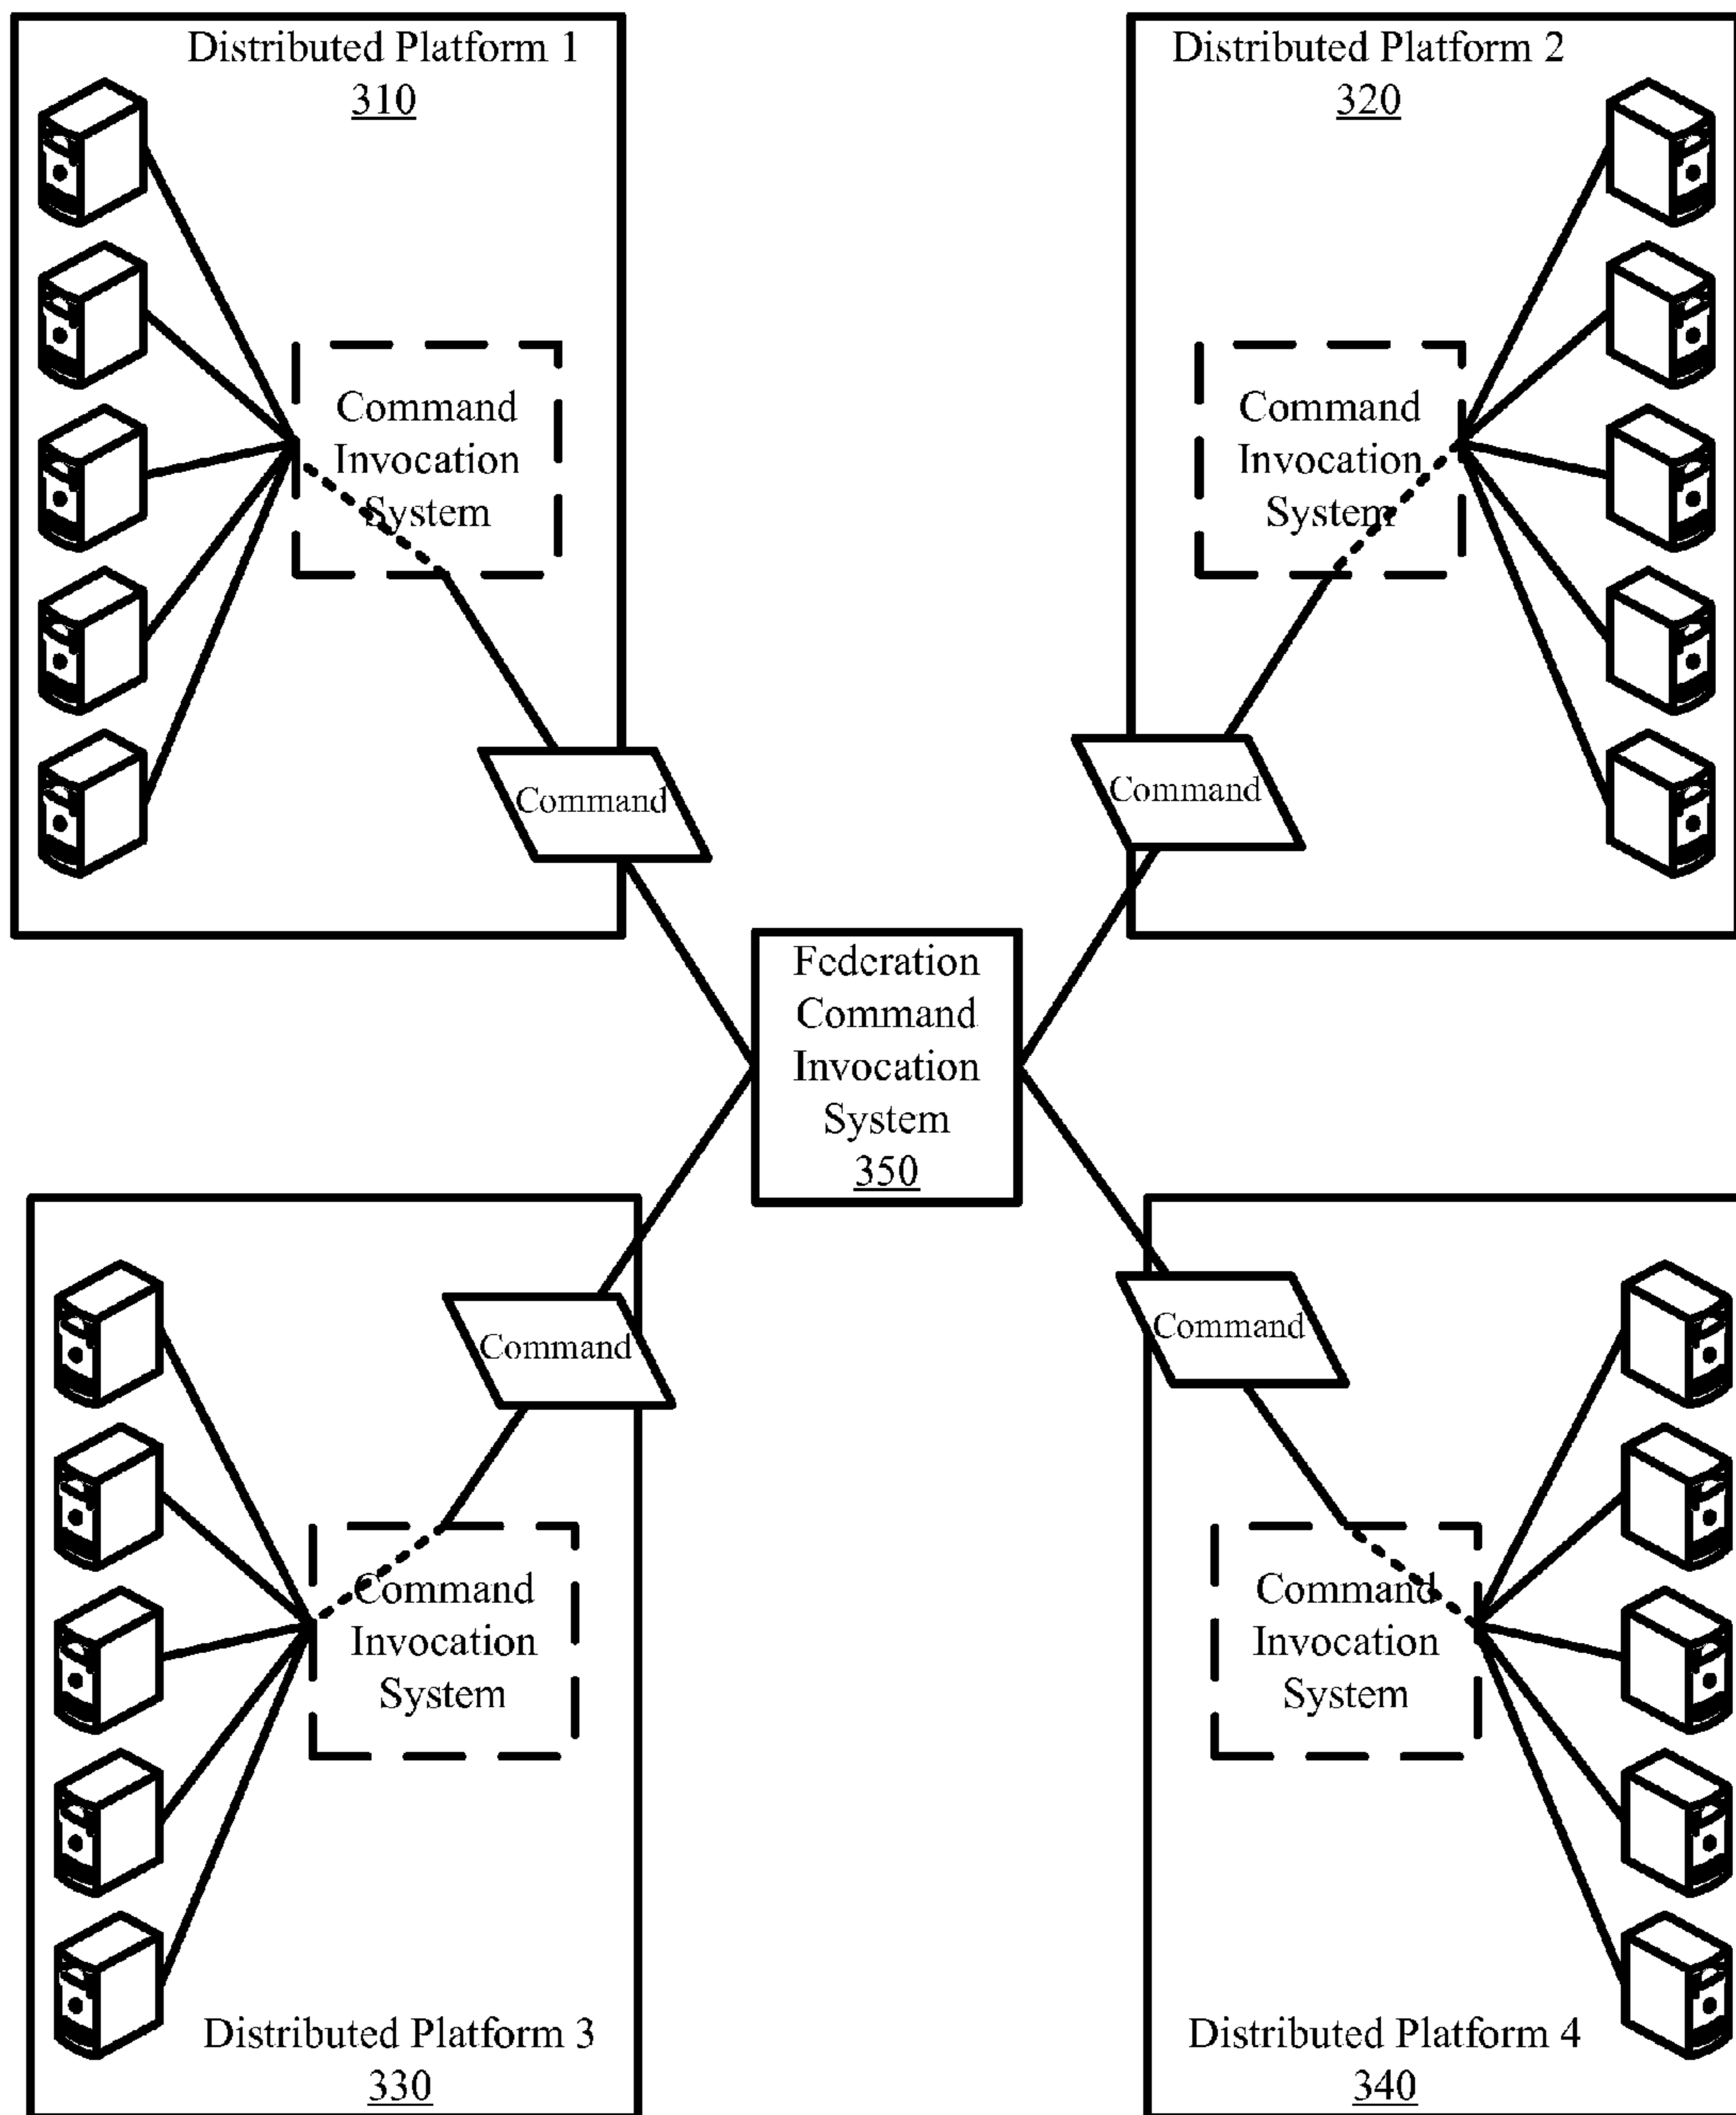 Distributed Platform 1
310
Distributed Platform 2
320
Command
Invocation
System
Command
Invocation
System
Command
Command
Federation
Command
Invocation
System
350
Command
Command
Command
Invocation
System
Command
Invocation
System
Distributed Platform 3
330
Distributed Platform 4
340